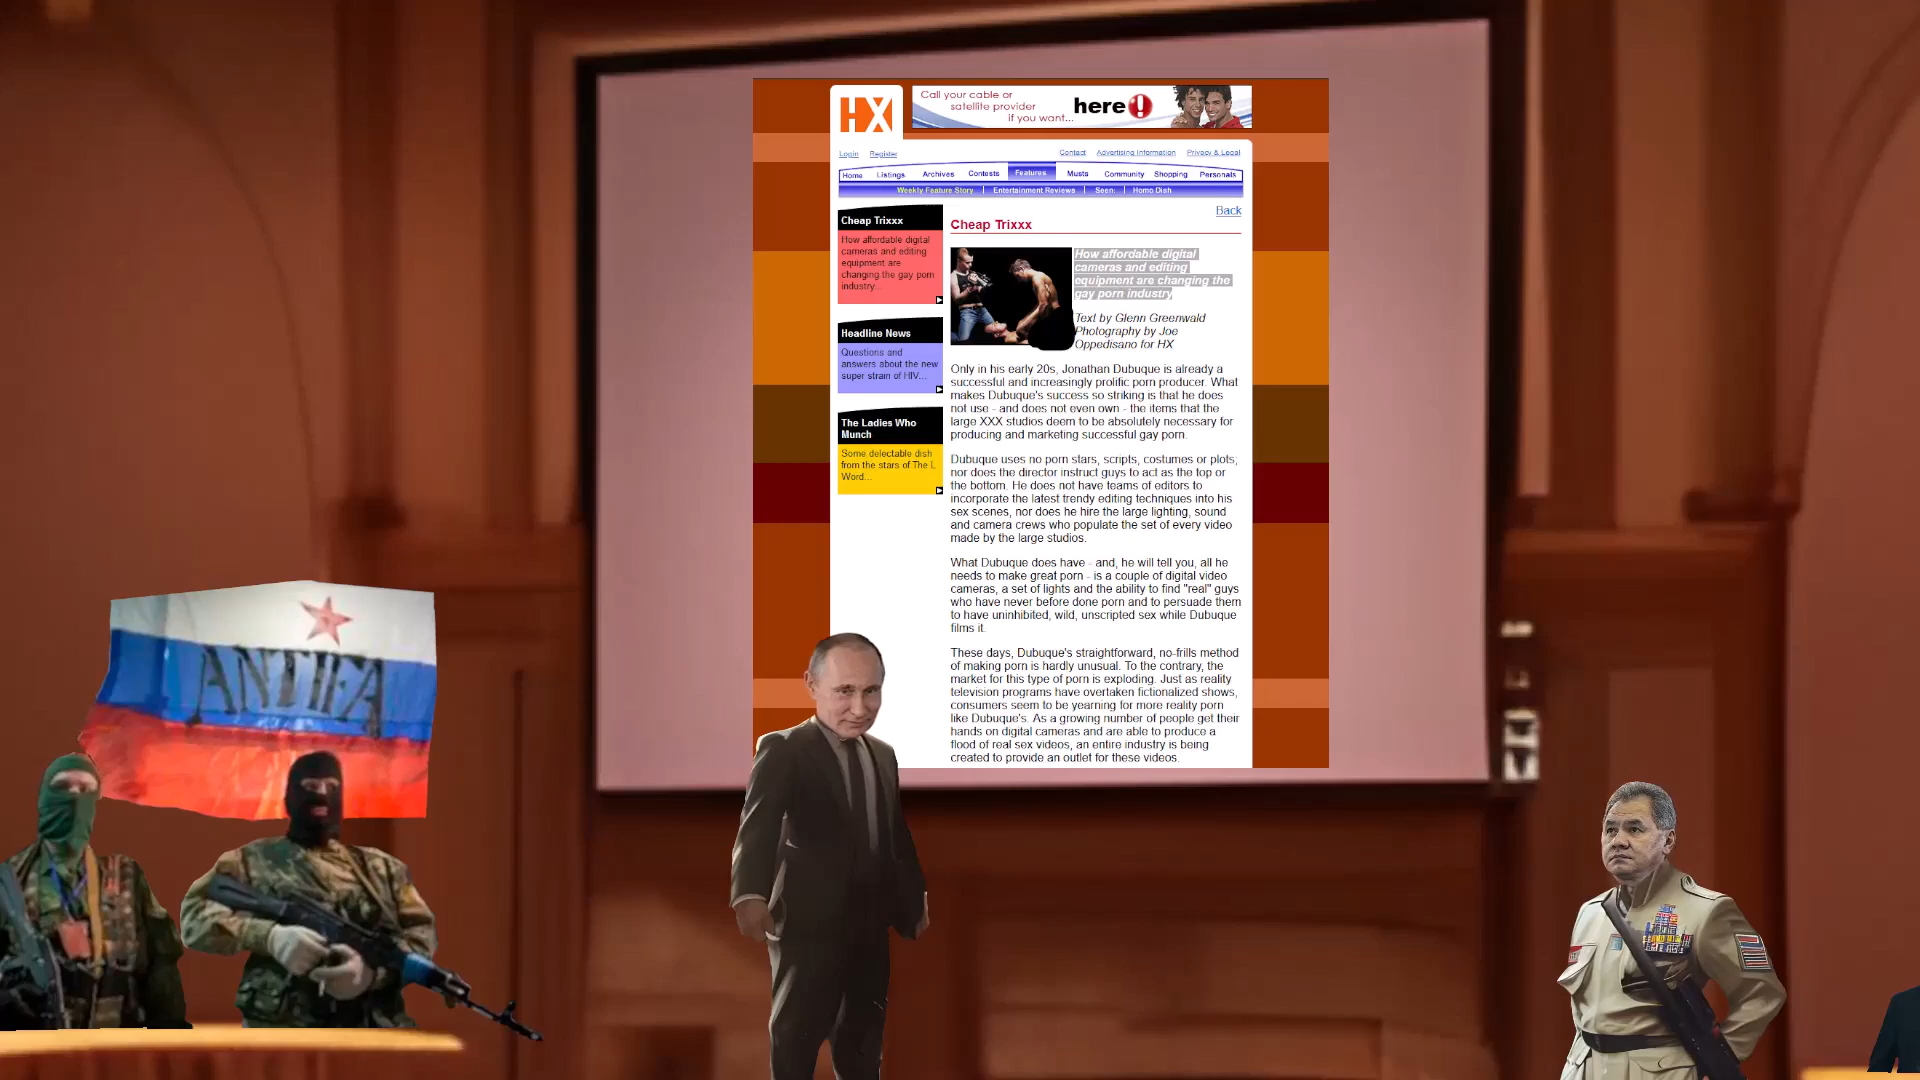 Call your cable or
satellite provider
if you want...
here!
HX
Login Register
Contact Advertising Information Privacy & Legal
Home Listings Archives Contests Features Musts Community Shopping Personals
Weekly Feature Story | Entertainment Reviews | Seen: | Homo Dish
Back
Cheap Trixxx
How affordable digital
cameras and editing
equipment are
changing the gay porn
industry...
Headline News
Questions and
answers about the new
super strain of HIV...
The Ladies Who
Munch
Some delectable dish
from the stars of The L
Word...
Cheap Trixxx
How affordable digital
cameras and editing
equipment are changing the
gay porn industry
Text by Glenn Greenwald
Photography by Joe
Oppedisano for HX
Only in his early 20s, Jonathan Dubuque is already a
successful and increasingly prolific porn producer. What
makes Dubuque's success so striking is that he does
not use - and does not even own - the items that the
large XXX studios deem to be absolutely necessary for
producing and marketing successful gay porn.
Dubuque uses no porn stars, scripts, costumes or plots;
nor does the director instruct guys to act as the top or
the bottom. He does not have teams of editors to
incorporate the latest trendy editing techniques into his
sex scenes, nor does he hire the large lighting, sound
and camera crews who populate the set of every video
made by the large studios.
What Dubuque does have - and, he will tell you, all he
needs to make great porn - is a couple of digital video
cameras, a set of lights and the ability to find "real" guys
who have never before done porn and to persuade them
to have uninhibited, wild, unscripted sex while Dubuque
films it.
These days, Dubuque's straightforward, no-frills method
of making porn is hardly unusual. To the contrary, the
market for this type of porn is exploding. Just as reality
television programs have overtaken fictionalized shows,
consumers seem to be yearning for more reality porn
like Dubuque's. As a growing number of people get their
hands on digital cameras and are able to produce a
flood of real sex videos, an entire industry is being
created to provide an outlet for these videos.
ANTIFA